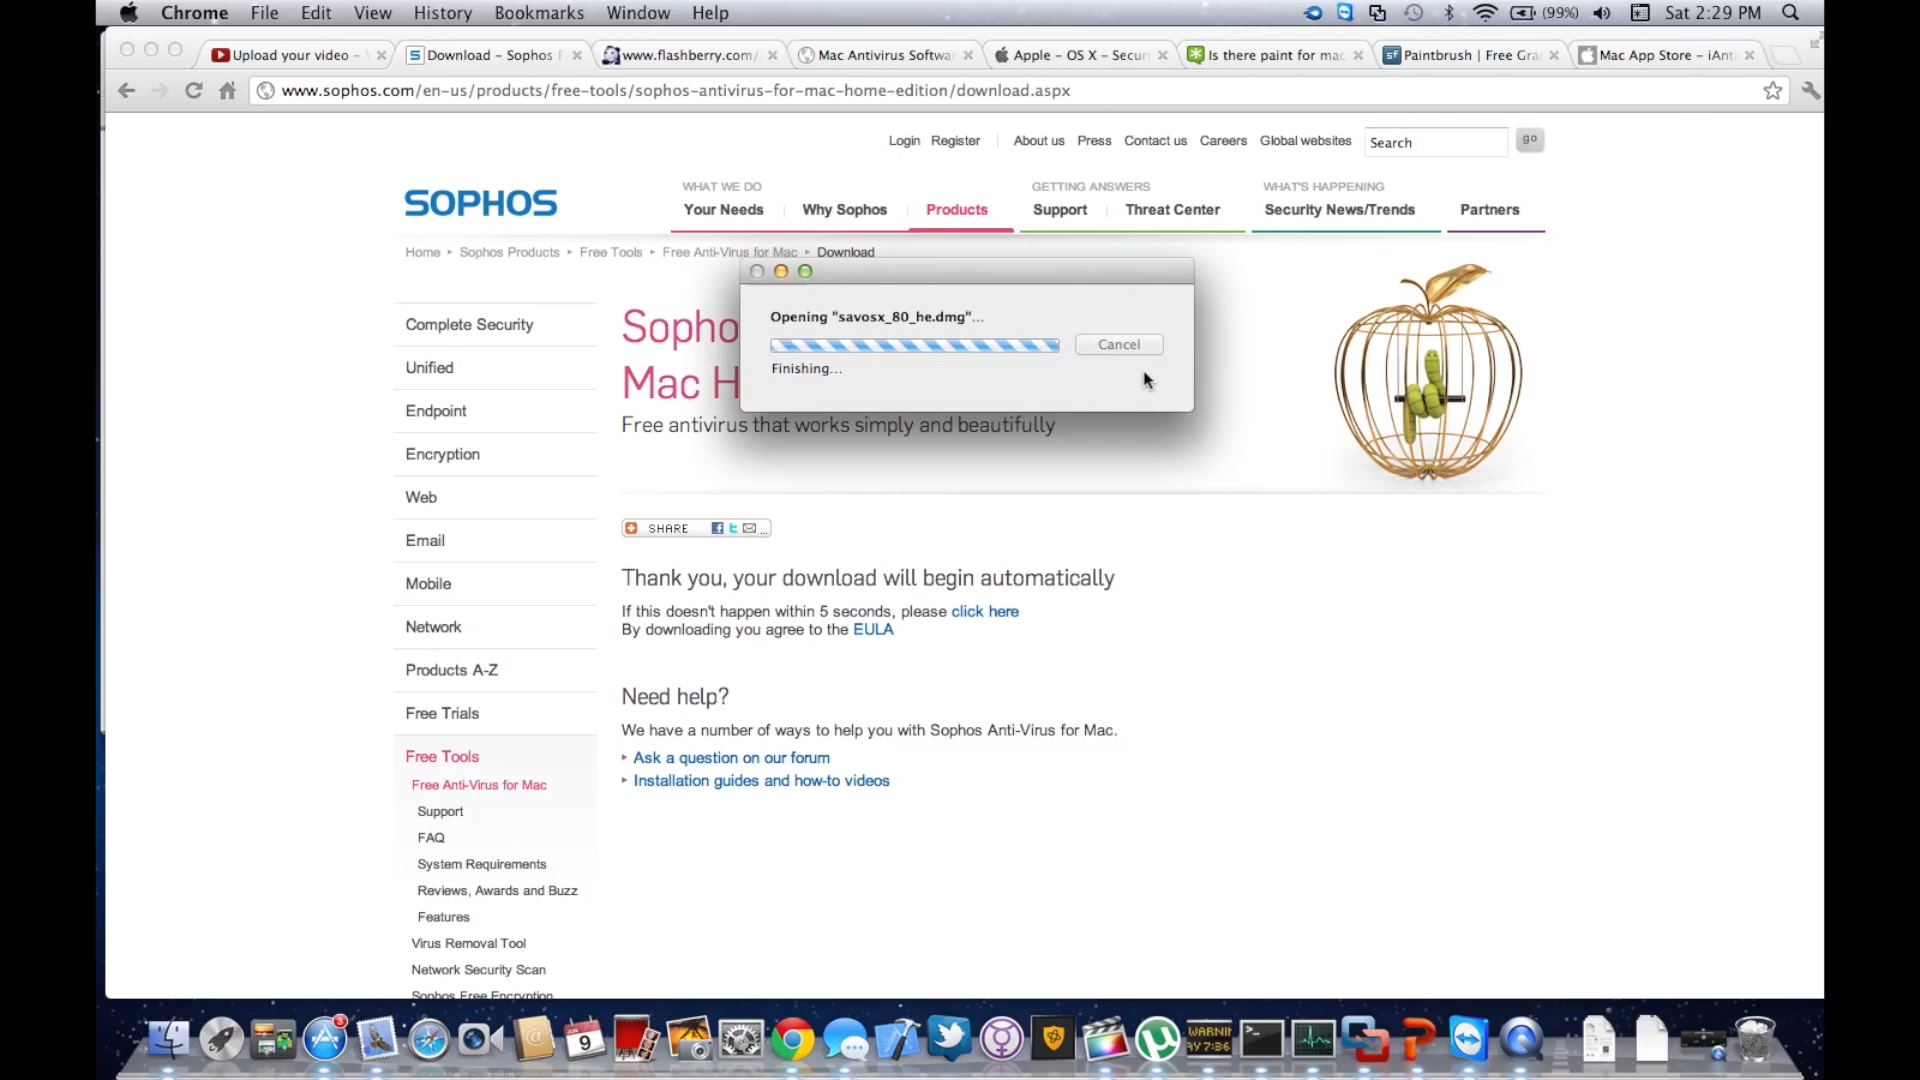 Chrome File Edit View History Bookmarks Window Help (99%) Sat 2:29 PM
Upload your video – Y Download – Sophos F www.flashberry.com/ Mac Antivirus Softwar Apple – OS X – Secur Is there paint for mac Paintbrush | Free Gra Mac App Store – iAnt
www.sophos.com/en-us/products/free-tools/sophos-antivirus-for-mac-home-edition/download.aspx
Login Register About us Press Contact us Careers Global websites Search go
WHAT WE DO GETTING ANSWERS WHAT'S HAPPENING
SOPHOS
Your Needs Why Sophos Products Support Threat Center Security News/Trends Partners
Home Sophos Products Free Tools Free Anti-Virus for Mac Download
Opening "savosx_80_he.dmg"...
Cancel
Finishing...
Sopho
Mac H
Free antivirus that works simply and beautifully
SHARE ...
Thank you, your download will begin automatically
If this doesn't happen within 5 seconds, please click here
By downloading you agree to the EULA
Need help?
We have a number of ways to help you with Sophos Anti-Virus for Mac.
Ask a question on our forum
Installation guides and how-to videos
Complete Security
Unified
Endpoint
Encryption
Web
Email
Mobile
Network
Products A-Z
Free Trials
Free Tools
Free Anti-Virus for Mac
Support
FAQ
System Requirements
Reviews, Awards and Buzz
Features
Virus Removal Tool
Network Security Scan
Sophos Free Encryption
3
9
WARNIN
AY 7:36